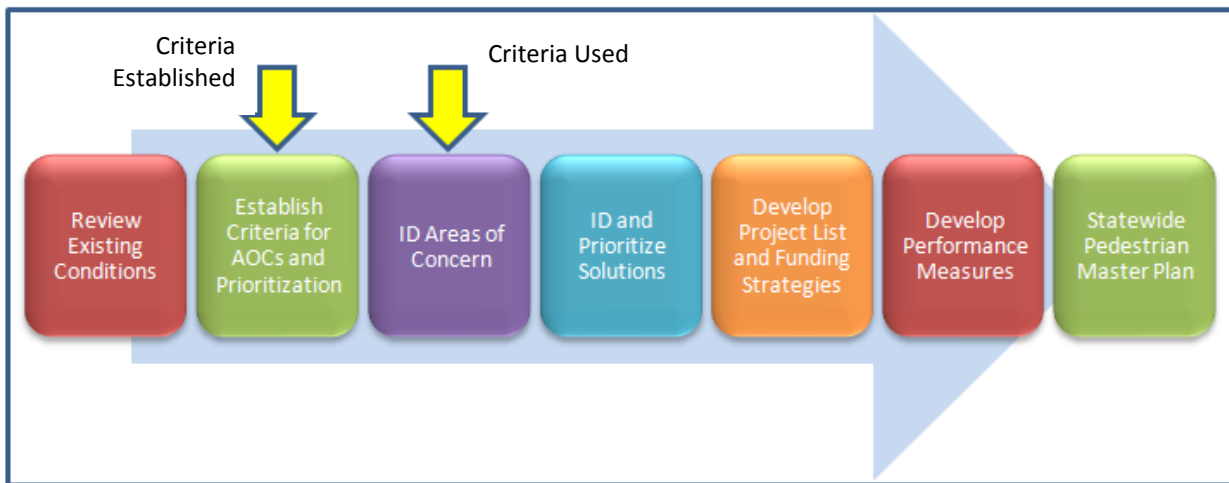 Criteria
Established
Criteria Used
Review
Existing
Conditions
Establish
Criteria for
AOCs and
Prioritization
ID Areas of
Concern
ID and
Prioritize
Solutions
Develop
Project List
and Funding
Strategies
Develop
Performance
Measures
Statewide
Pedestrian
Master Plan